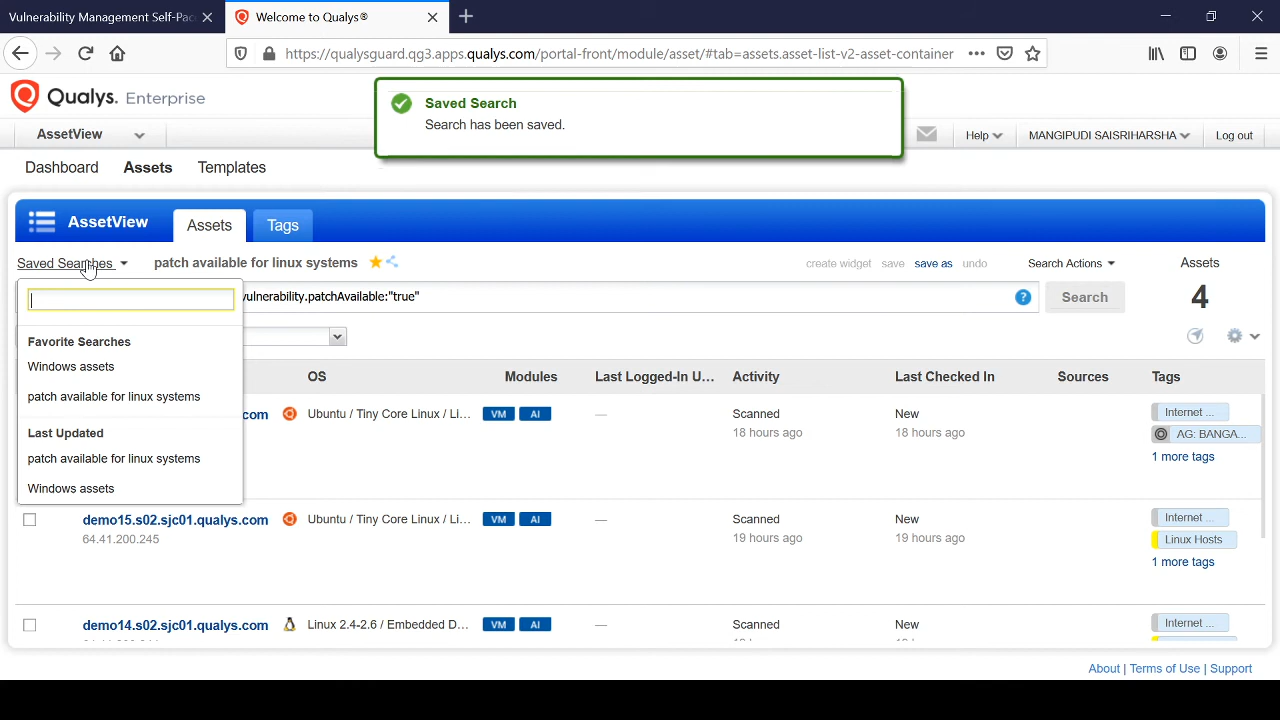 Vulnerability Management Self-Pac
Welcome to Qualys®
https://qualysguard.qg3.apps.qualys.com/portal-front/module/asset/#tab=assets.asset-list-v2-asset-container
Qualys. Enterprise
Saved Search
Search has been saved.
AssetView
Help
MANGIPUDI SAISRIHARSHA
Log out
Dashboard
Assets
Templates
AssetView
Assets
Tags
Saved Searches
patch available for linux systems
create widget
save
save as
undo
Search Actions
Assets
vulnerability.patchAvailable:"true"
Search
4
Favorite Searches
Windows assets
patch available for linux systems
Last Updated
patch available for linux systems
Windows assets
OS
Modules
Last Logged-In U...
Activity
Last Checked In
Sources
Tags
com
Ubuntu / Tiny Core Linux / Li...
VM
AI
—
Scanned
18 hours ago
New
18 hours ago
Internet ...
AG: BANGA...
1 more tags
demo15.s02.sjc01.qualys.com
64.41.200.245
Ubuntu / Tiny Core Linux / Li...
VM
AI
—
Scanned
19 hours ago
New
19 hours ago
Internet ...
Linux Hosts
1 more tags
demo14.s02.sjc01.qualys.com
Linux 2.4-2.6 / Embedded D...
VM
AI
—
Scanned
New
Internet ...
About | Terms of Use | Support